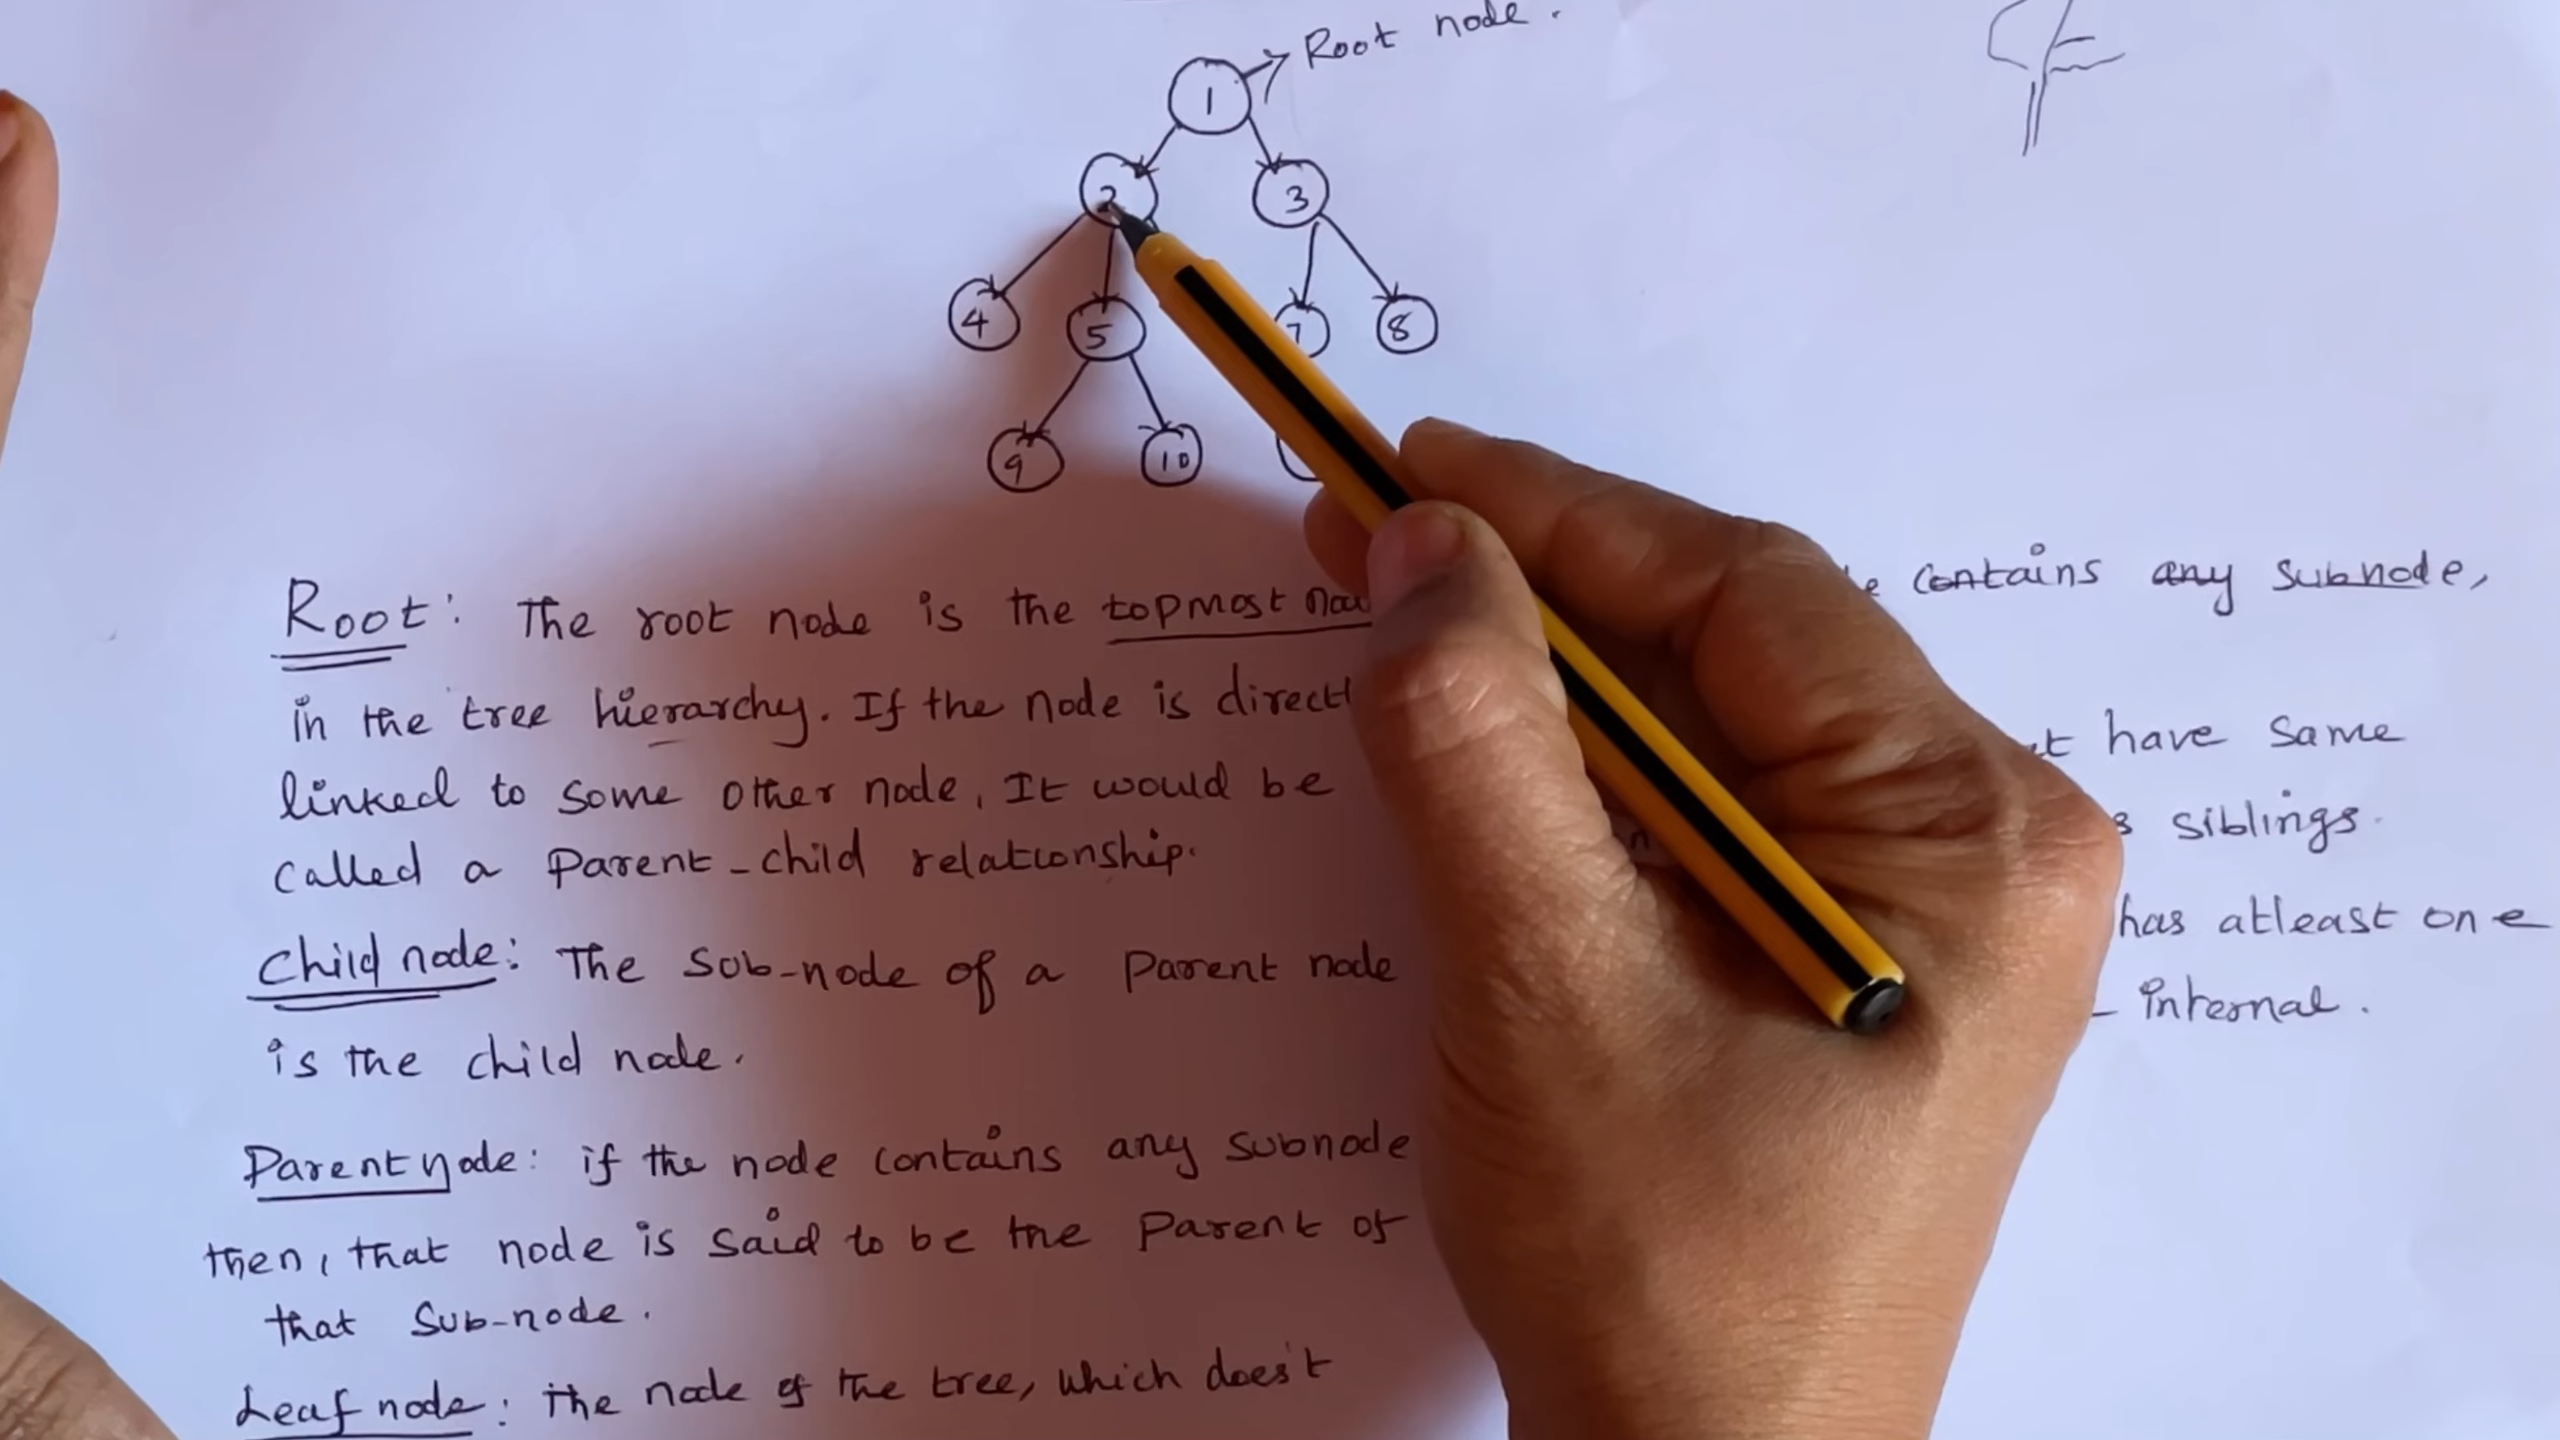 Root node.
1
2 3
4 5 7 8
9 10
Root: The root node is the topmost
in the tree hierarchy. If the node is
linked to some other node, It would be
called a Parent-child relationship.
Child node: The Sub-node of a Parent node
is the child node.
Parent node: if the node contains any subnode
then, that node is said to be the Parent of
that Sub-node.
Leaf node: The node of the tree, which does't
contains any subnode,
have same
siblings.
has atleast one
internal.